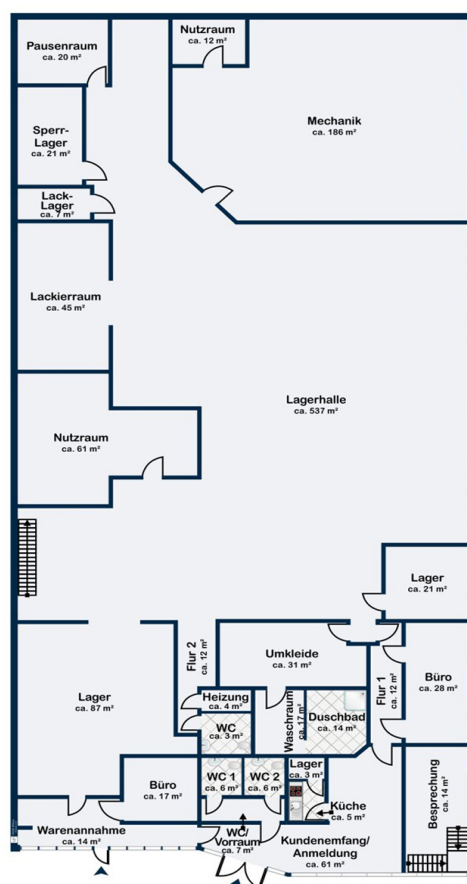 Nutzraum
ca. 12 m²
Pausenraum
ca. 20 m²
Mechanik
ca. 186 m²
Sperr-
Lager
ca. 21 m²
Lack-
Lager
ca. 7 m²
Lackierraum
ca. 45 m²
Lagerhalle
ca. 537 m²
Nutzraum
ca. 61 m²
Lager
ca. 21 m²
Flur 2
ca. 12 m²
Umkleide
ca. 31 m²
Flur 1
ca. 12 m²
Büro
ca. 28 m²
Lager
ca. 87 m²
Heizung
ca. 4 m²
WC
ca. 3 m²
Waschraum
ca. 17 m²
Duschbad
ca. 14 m²
Lager
ca. 3 m²
WC 1
ca. 6 m²
WC 2
ca. 6 m²
Büro
ca. 17 m²
Küche
ca. 5 m²
Besprechung
ca. 14 m²
Warenannahme
ca. 14 m²
WC/
Vorraum
ca. 7 m²
Kundenemfang/
Anmeldung
ca. 61 m²